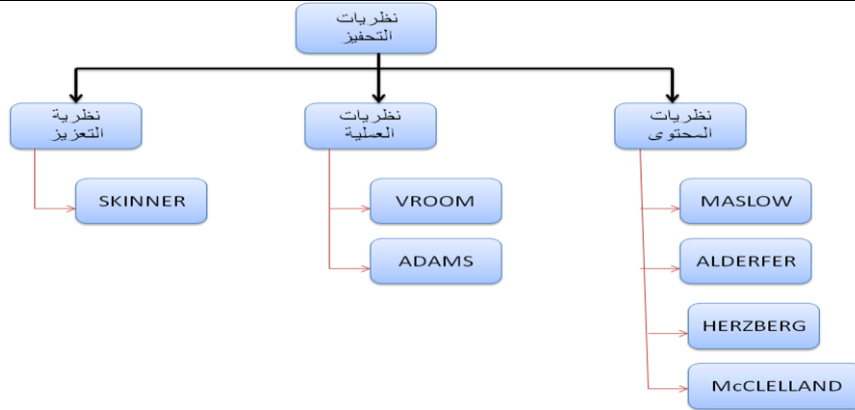 نظريات
التحفيز
نظريات
المحتوى
نظريات
العملية
نظرية
التعزيز
MASLOW
ALDERFER
HERZBERG
McCLELLAND
VROOM
ADAMS
SKINNER